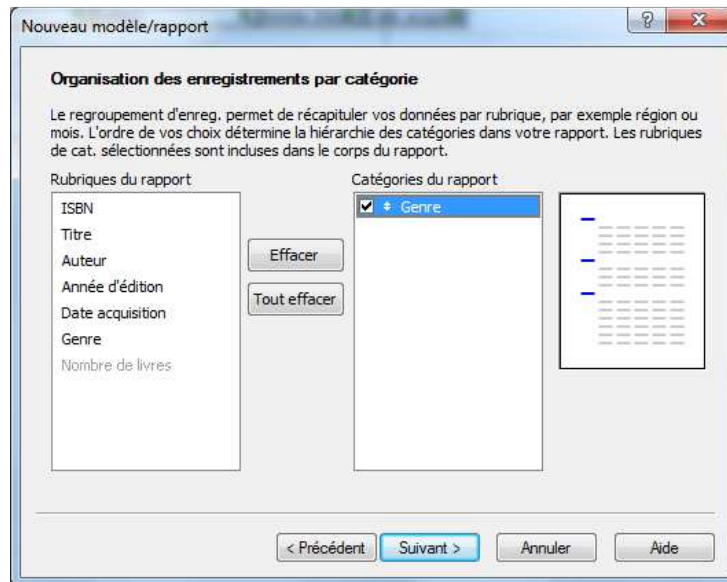 Nouveau modèle/rapport
Organisation des enregistrements par catégorie
Le regroupement d'enreg. permet de récapituler vos données par rubrique, par exemple région ou
mois. L'ordre de vos choix détermine la hiérarchie des catégories dans votre rapport. Les rubriques
de cat. sélectionnées sont incluses dans le corps du rapport.
Rubriques du rapport
ISBN
Titre
Auteur
Année d'édition
Date acquisition
Genre
Nombre de livres
Effacer
Tout effacer
Catégories du rapport
Genre
< Précédent
Suivant >
Annuler
Aide